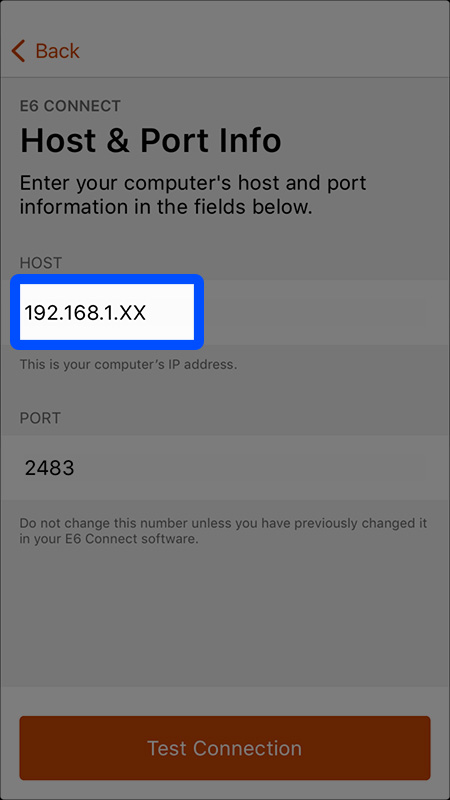 Back
E6 CONNECT
Host & Port Info
Enter your computer's host and port
information in the fields below.
HOST
192.168.1.XX
This is your computer's IP address.
PORT
2483
Do not change this number unless you have previously changed it
in your E6 Connect software.
Test Connection